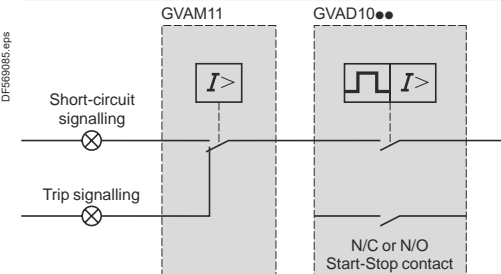 GVAM11
GVAD10●●
DF569085.eps
I>
I>
Short-circuit
signalling
Trip signalling
N/C or N/O
Start-Stop contact